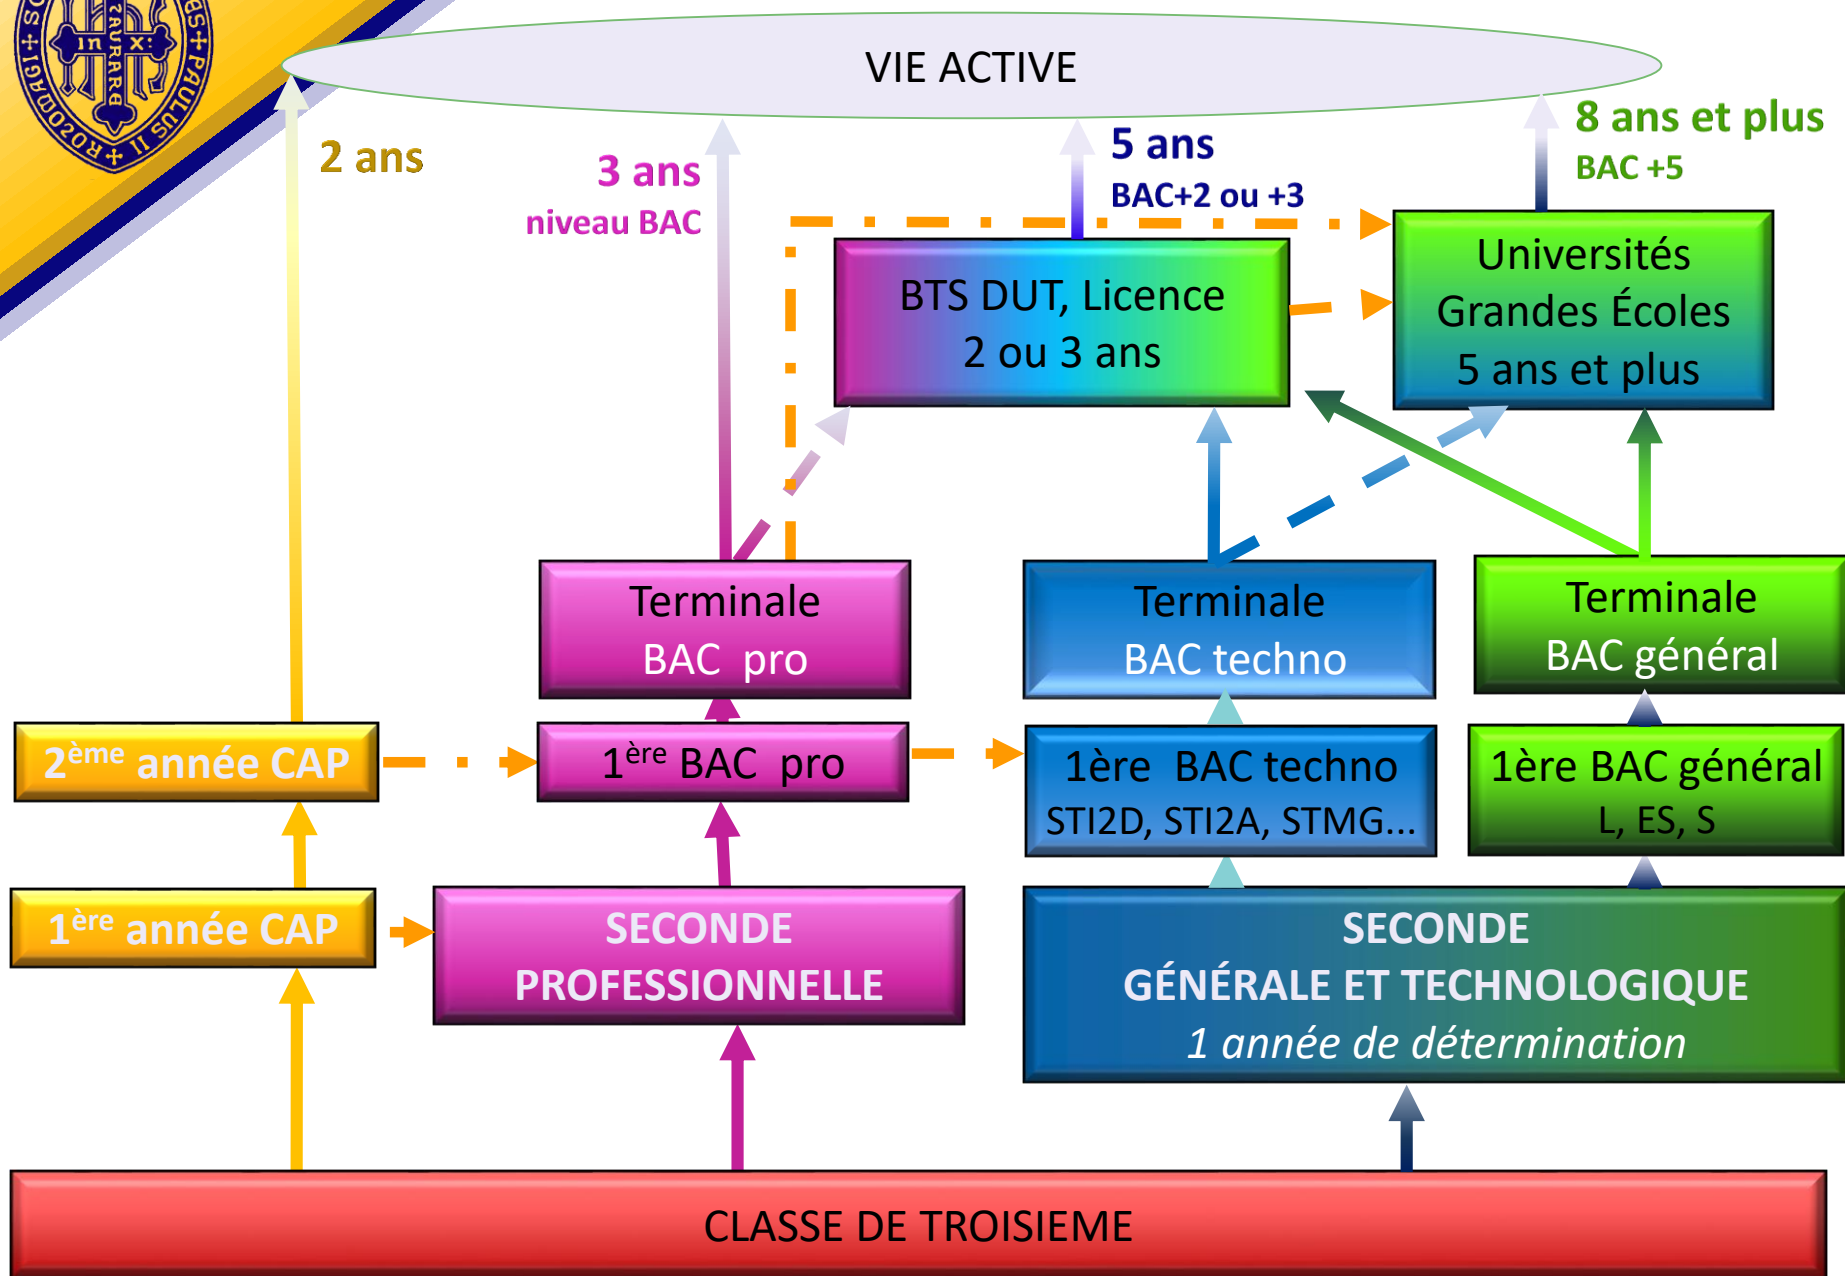 VIE ACTIVE
2 ans
3 ans
niveau BAC
5 ans
BAC+2 ou +3
8 ans et plus
BAC +5
BTS DUT, Licence
2 ou 3 ans
Universités
Grandes Écoles
5 ans et plus
Terminale
BAC pro
Terminale
BAC techno
Terminale
BAC général
2ème année CAP
1ère BAC pro
1ère BAC techno
STI2D, STI2A, STMG...
1ère BAC général
L, ES, S
1ère année CAP
SECONDE
PROFESSIONNELLE
SECONDE
GÉNÉRALE ET TECHNOLOGIQUE
1 année de détermination
CLASSE DE TROISIEME
PAULUS II